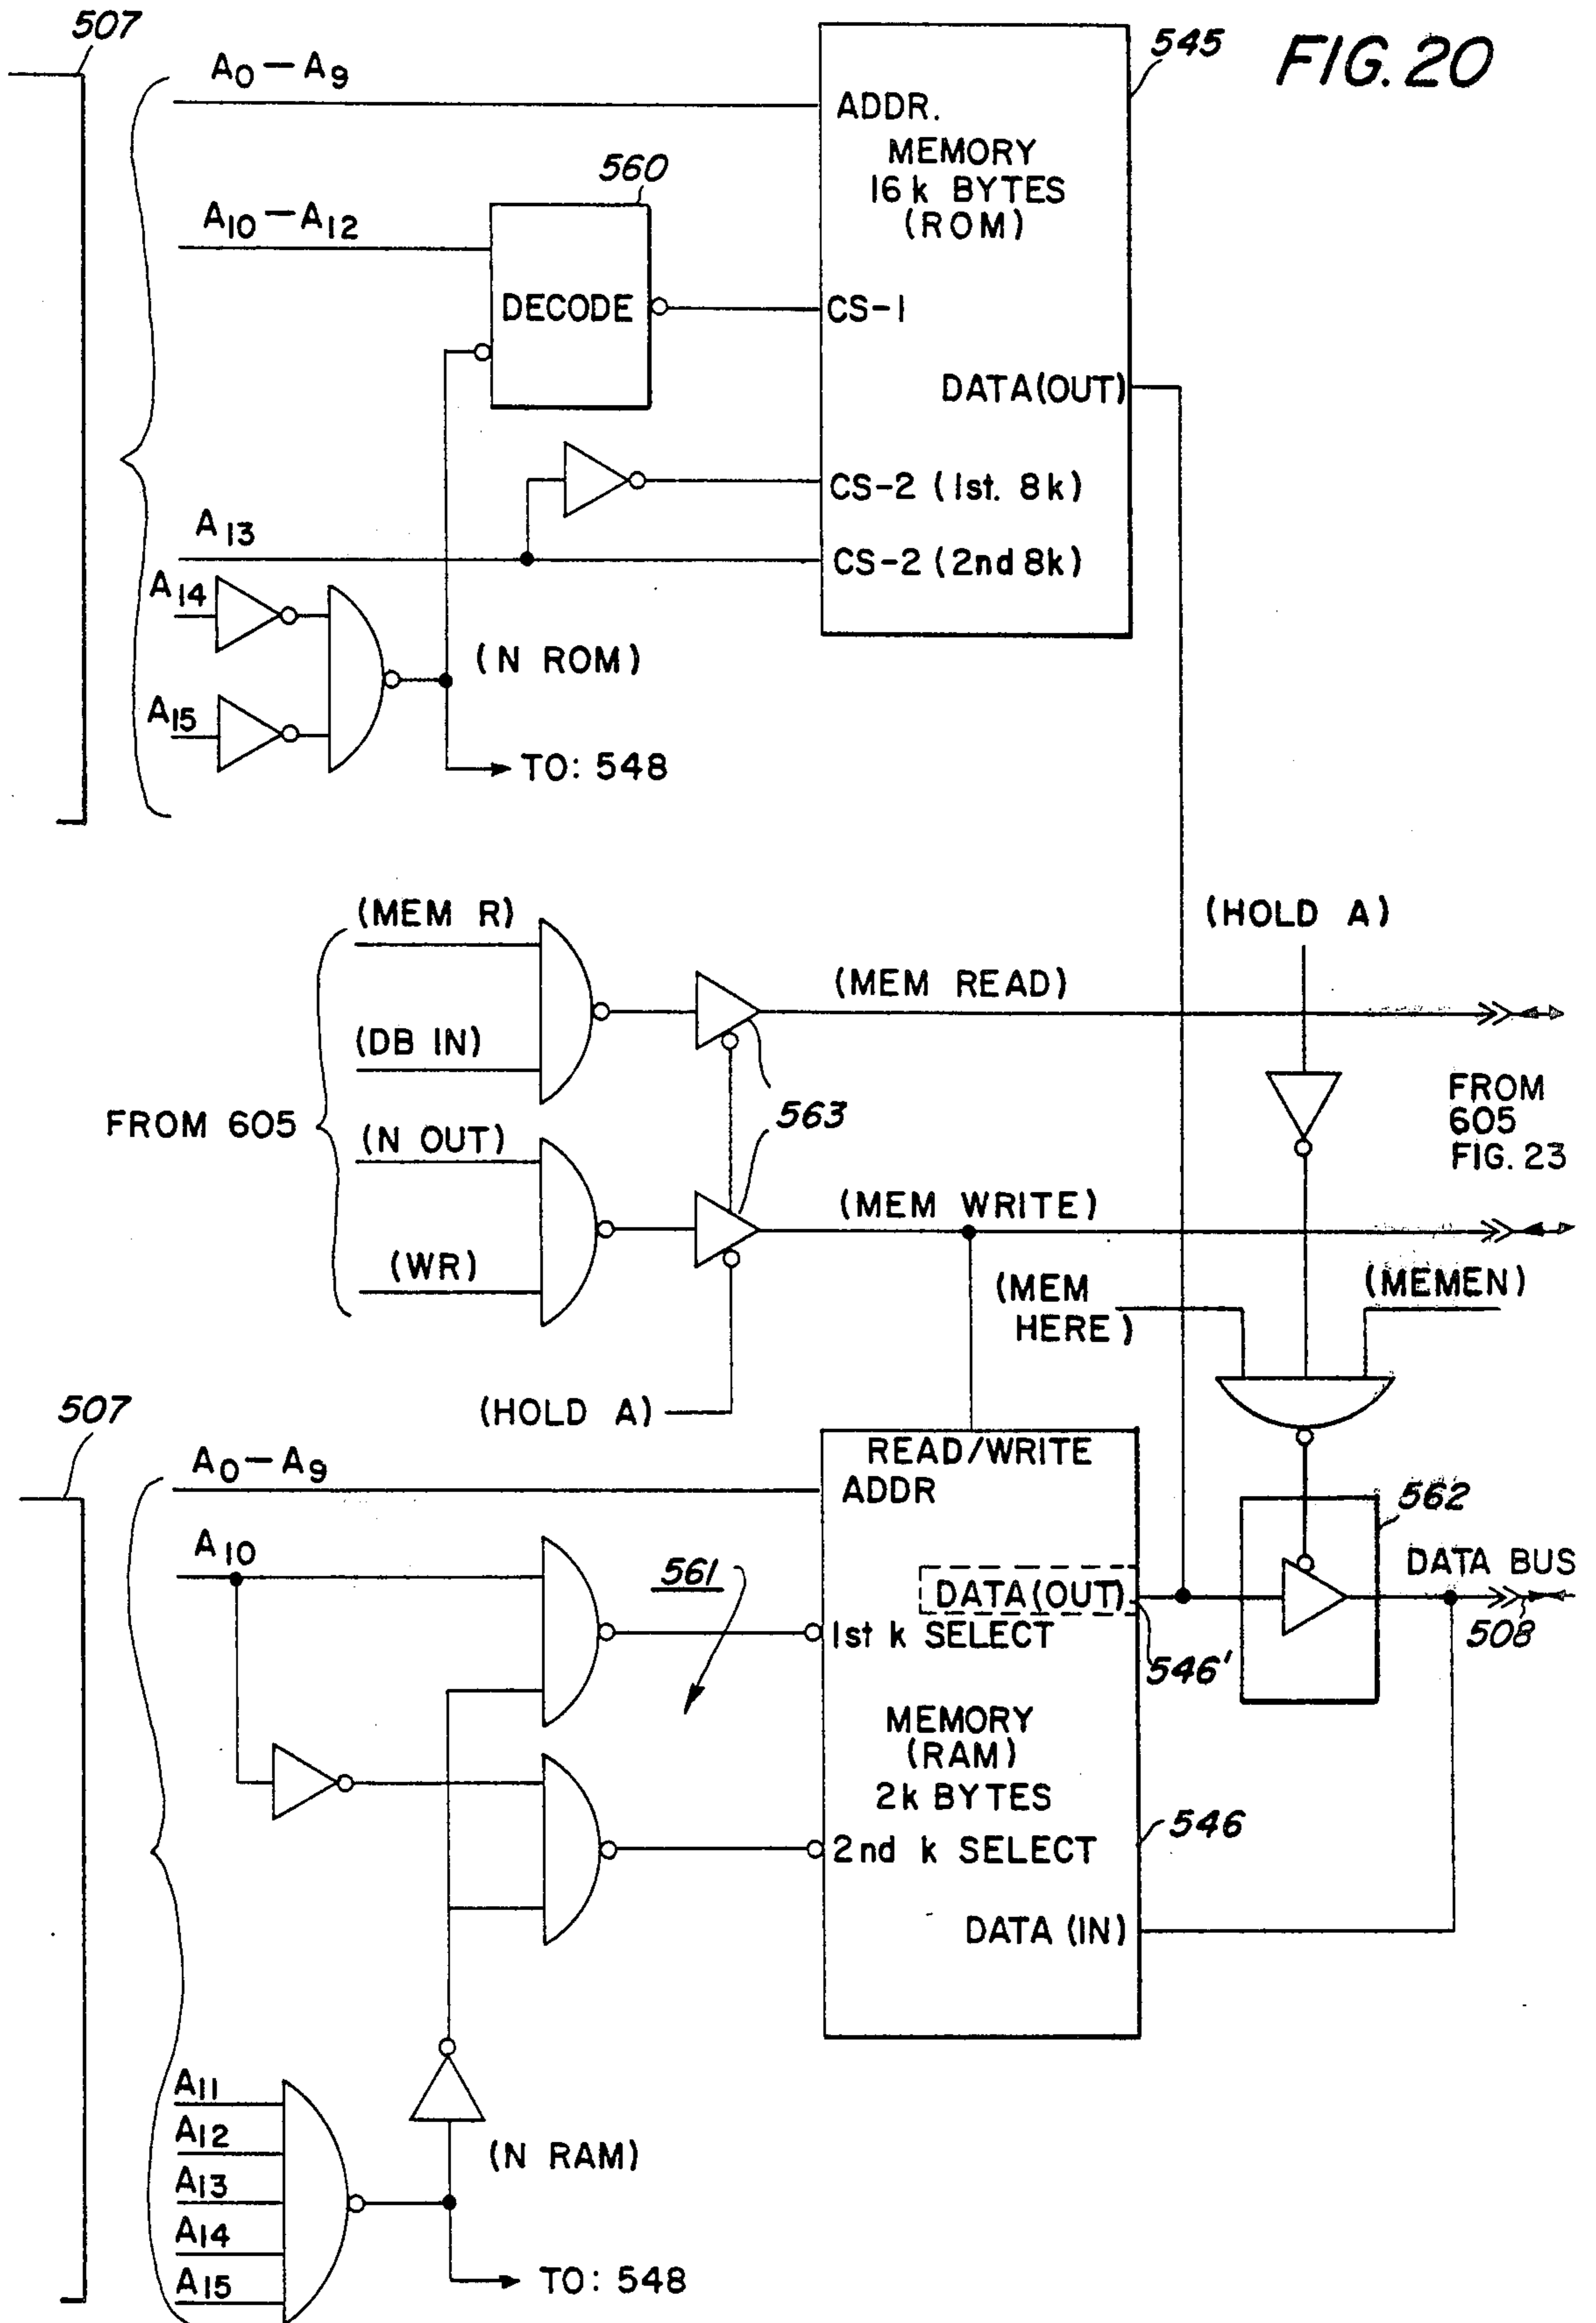 507
A0-A9
545
FIG. 20
ADDR.
MEMORY
16k BYTES
(ROM)
560
A10-A12
DECODE
CS-1
DATA(OUT)
CS-2 (1st. 8k)
A13
CS-2 (2nd 8k)
A14
(N ROM)
A15
TO: 548
(MEM R)
(HOLD A)
(MEM READ)
(DB IN)
563
FROM 605
FROM
605
FIG. 23
(N OUT)
(MEM WRITE)
(WR)
(MEM
HERE)
(MEMEN)
507
(HOLD A)
READ/WRITE
A0-A9
ADDR
562
A10
561
DATA(OUT)
DATA BUS
1st k SELECT
508
546'
MEMORY
(RAM)
2k BYTES
546
2nd k SELECT
DATA (IN)
A11
A12
(N RAM)
A13
A14
A15
TO: 548